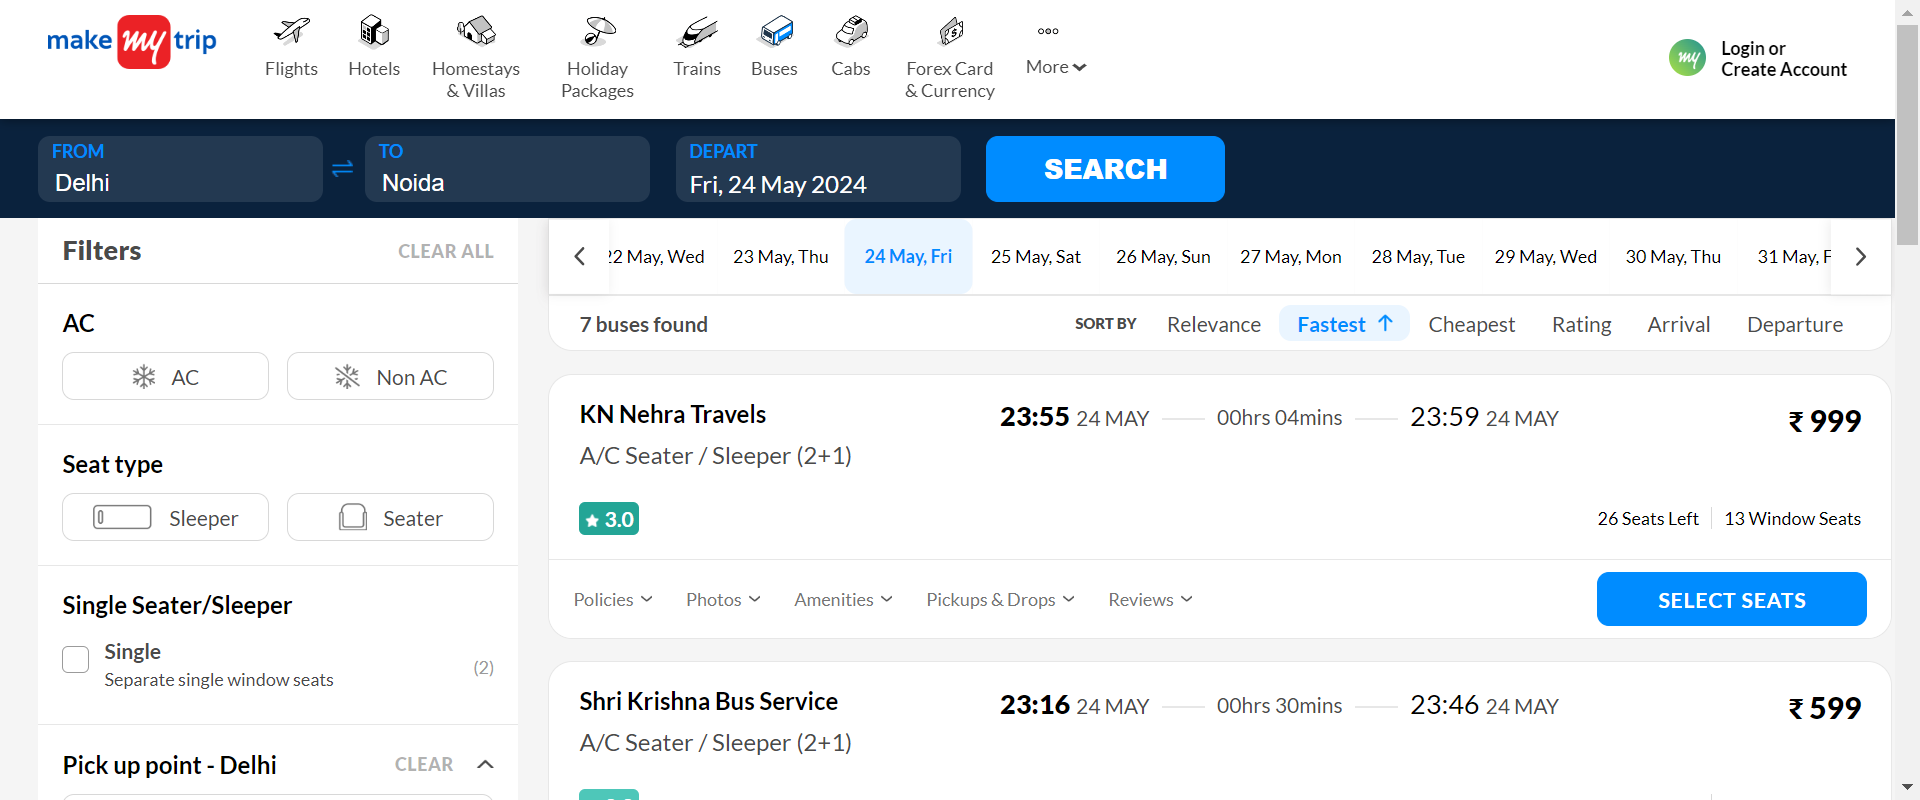 make my trip
Flights
Hotels
Homestays
& Villas
Holiday
Packages
Trains
Buses
Cabs
Forex Card
& Currency
More
my
Login or
Create Account
FROM
Delhi
TO
Noida
DEPART
Fri, 24 May 2024
SEARCH
Filters
CLEAR ALL
AC
AC
Non AC
Seat type
Sleeper
Seater
Single Seater/Sleeper
Single
Separate single window seats
(2)
Pick up point - Delhi
CLEAR
22 May, Wed
23 May, Thu
24 May, Fri
25 May, Sat
26 May, Sun
27 May, Mon
28 May, Tue
29 May, Wed
30 May, Thu
31 May, F
7 buses found
SORT BY
Relevance
Fastest
Cheapest
Rating
Arrival
Departure
KN Nehra Travels
23:55 24 MAY
00hrs 04mins
23:59 24 MAY
₹ 999
A/C Seater / Sleeper (2+1)
3.0
26 Seats Left
13 Window Seats
Policies
Photos
Amenities
Pickups & Drops
Reviews
SELECT SEATS
Shri Krishna Bus Service
23:16 24 MAY
00hrs 30mins
23:46 24 MAY
₹ 599
A/C Seater / Sleeper (2+1)